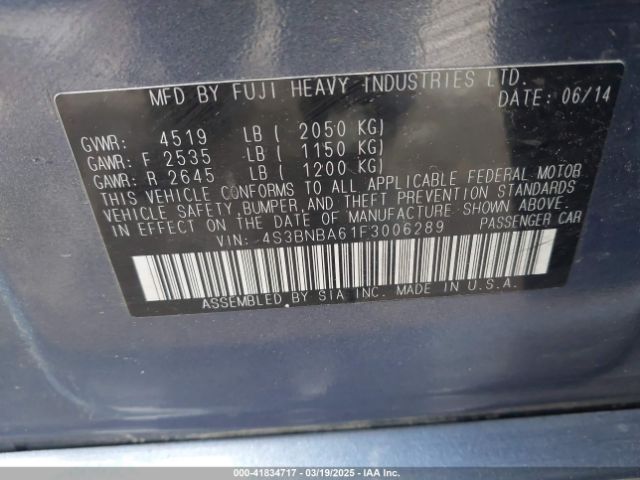 MFD BY FUJI HEAVY INDUSTRIES LTD.
DATE: 06/14
GVWR: 4519 LB ( 2050 KG)
GAWR: F 2535 LB ( 1150 KG)
GAWR: R 2645 LB ( 1200 KG)
THIS VEHICLE CONFORMS TO ALL APPLICABLE FEDERAL MOTOR
VEHICLE SAFETY, BUMPER, AND THEFT PREVENTION STANDARDS
IN EFFECT ON THE DATE OF MANUFACTURE SHOWN ABOVE.
VIN: 4S3BNBA61F3006289 PASSENGER CAR
ASSEMBLED BY SIA INC. MADE IN U.S.A.
000-41834717 | 03/19/2025 | IAA Inc.